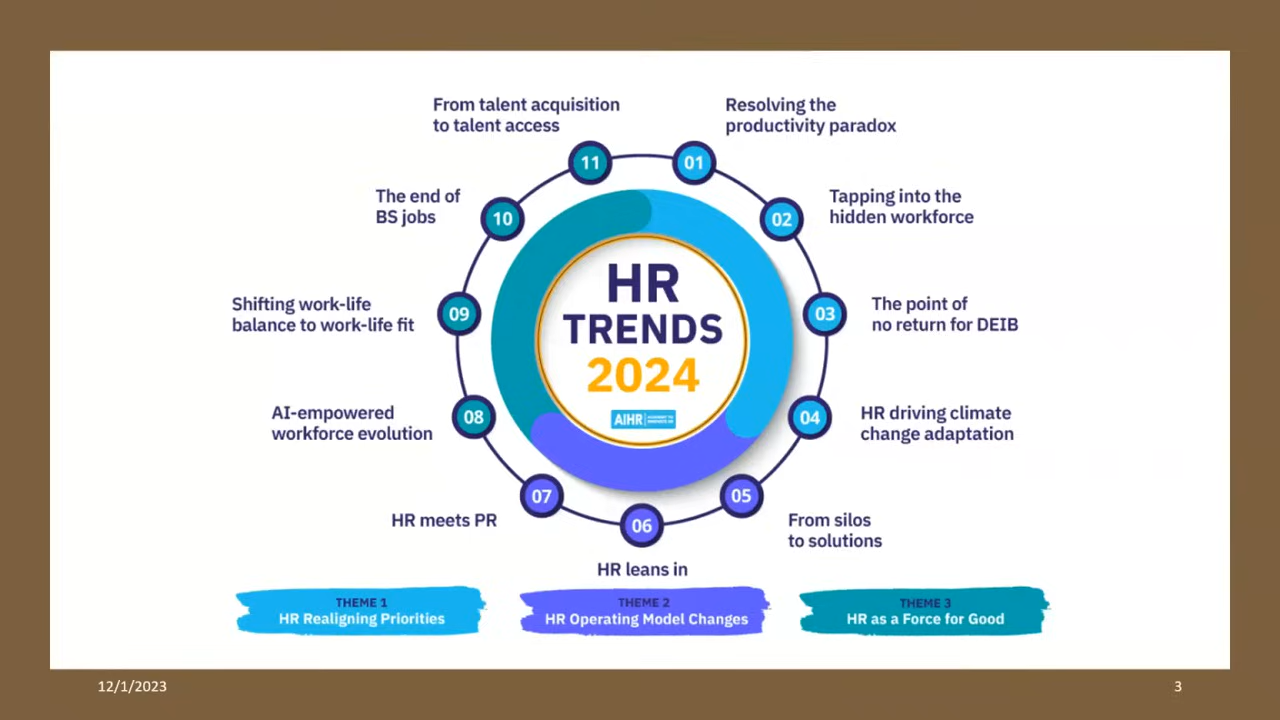 From talent acquisition
to talent access
Resolving the
productivity paradox
11
01
The end of
BS jobs
10
02
Tapping into the
hidden workforce
Shifting work-life
balance to work-life fit
09
03
The point of
no return for DEIB
HR
TRENDS
2024
AIHR
AI-empowered
workforce evolution
08
04
HR driving climate
change adaptation
HR meets PR
07
05
From silos
to solutions
06
HR leans in
THEME 1
HR Realigning Priorities
THEME 2
HR Operating Model Changes
THEME 3
HR as a Force for Good
12/1/2023
3